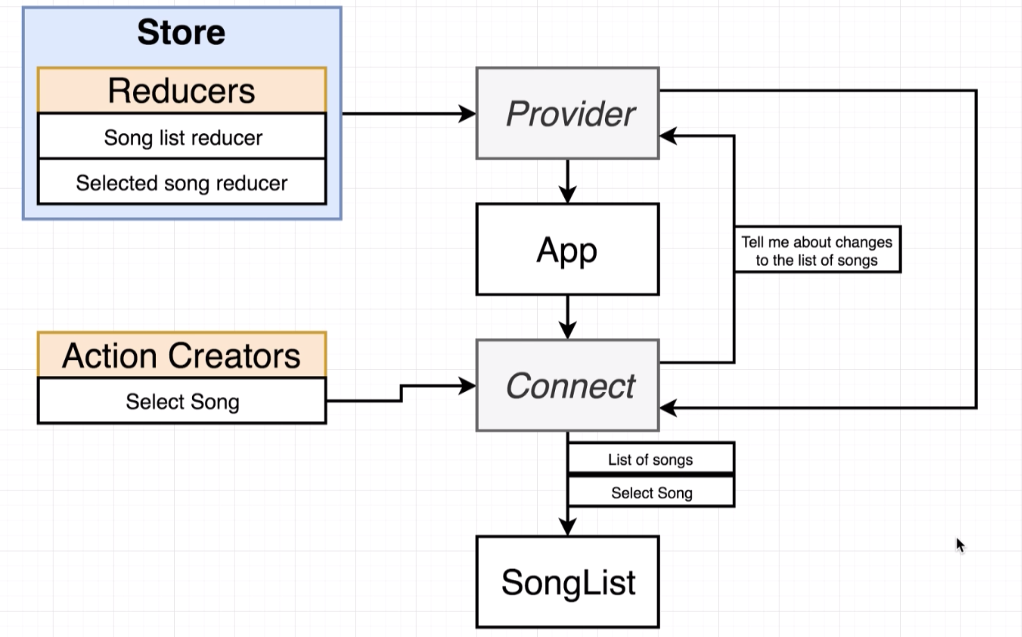 Store
Reducers
Song list reducer
Selected song reducer
Provider
App
Tell me about changes
to the list of songs
Action Creators
Select Song
Connect
List of songs
Select Song
SongList